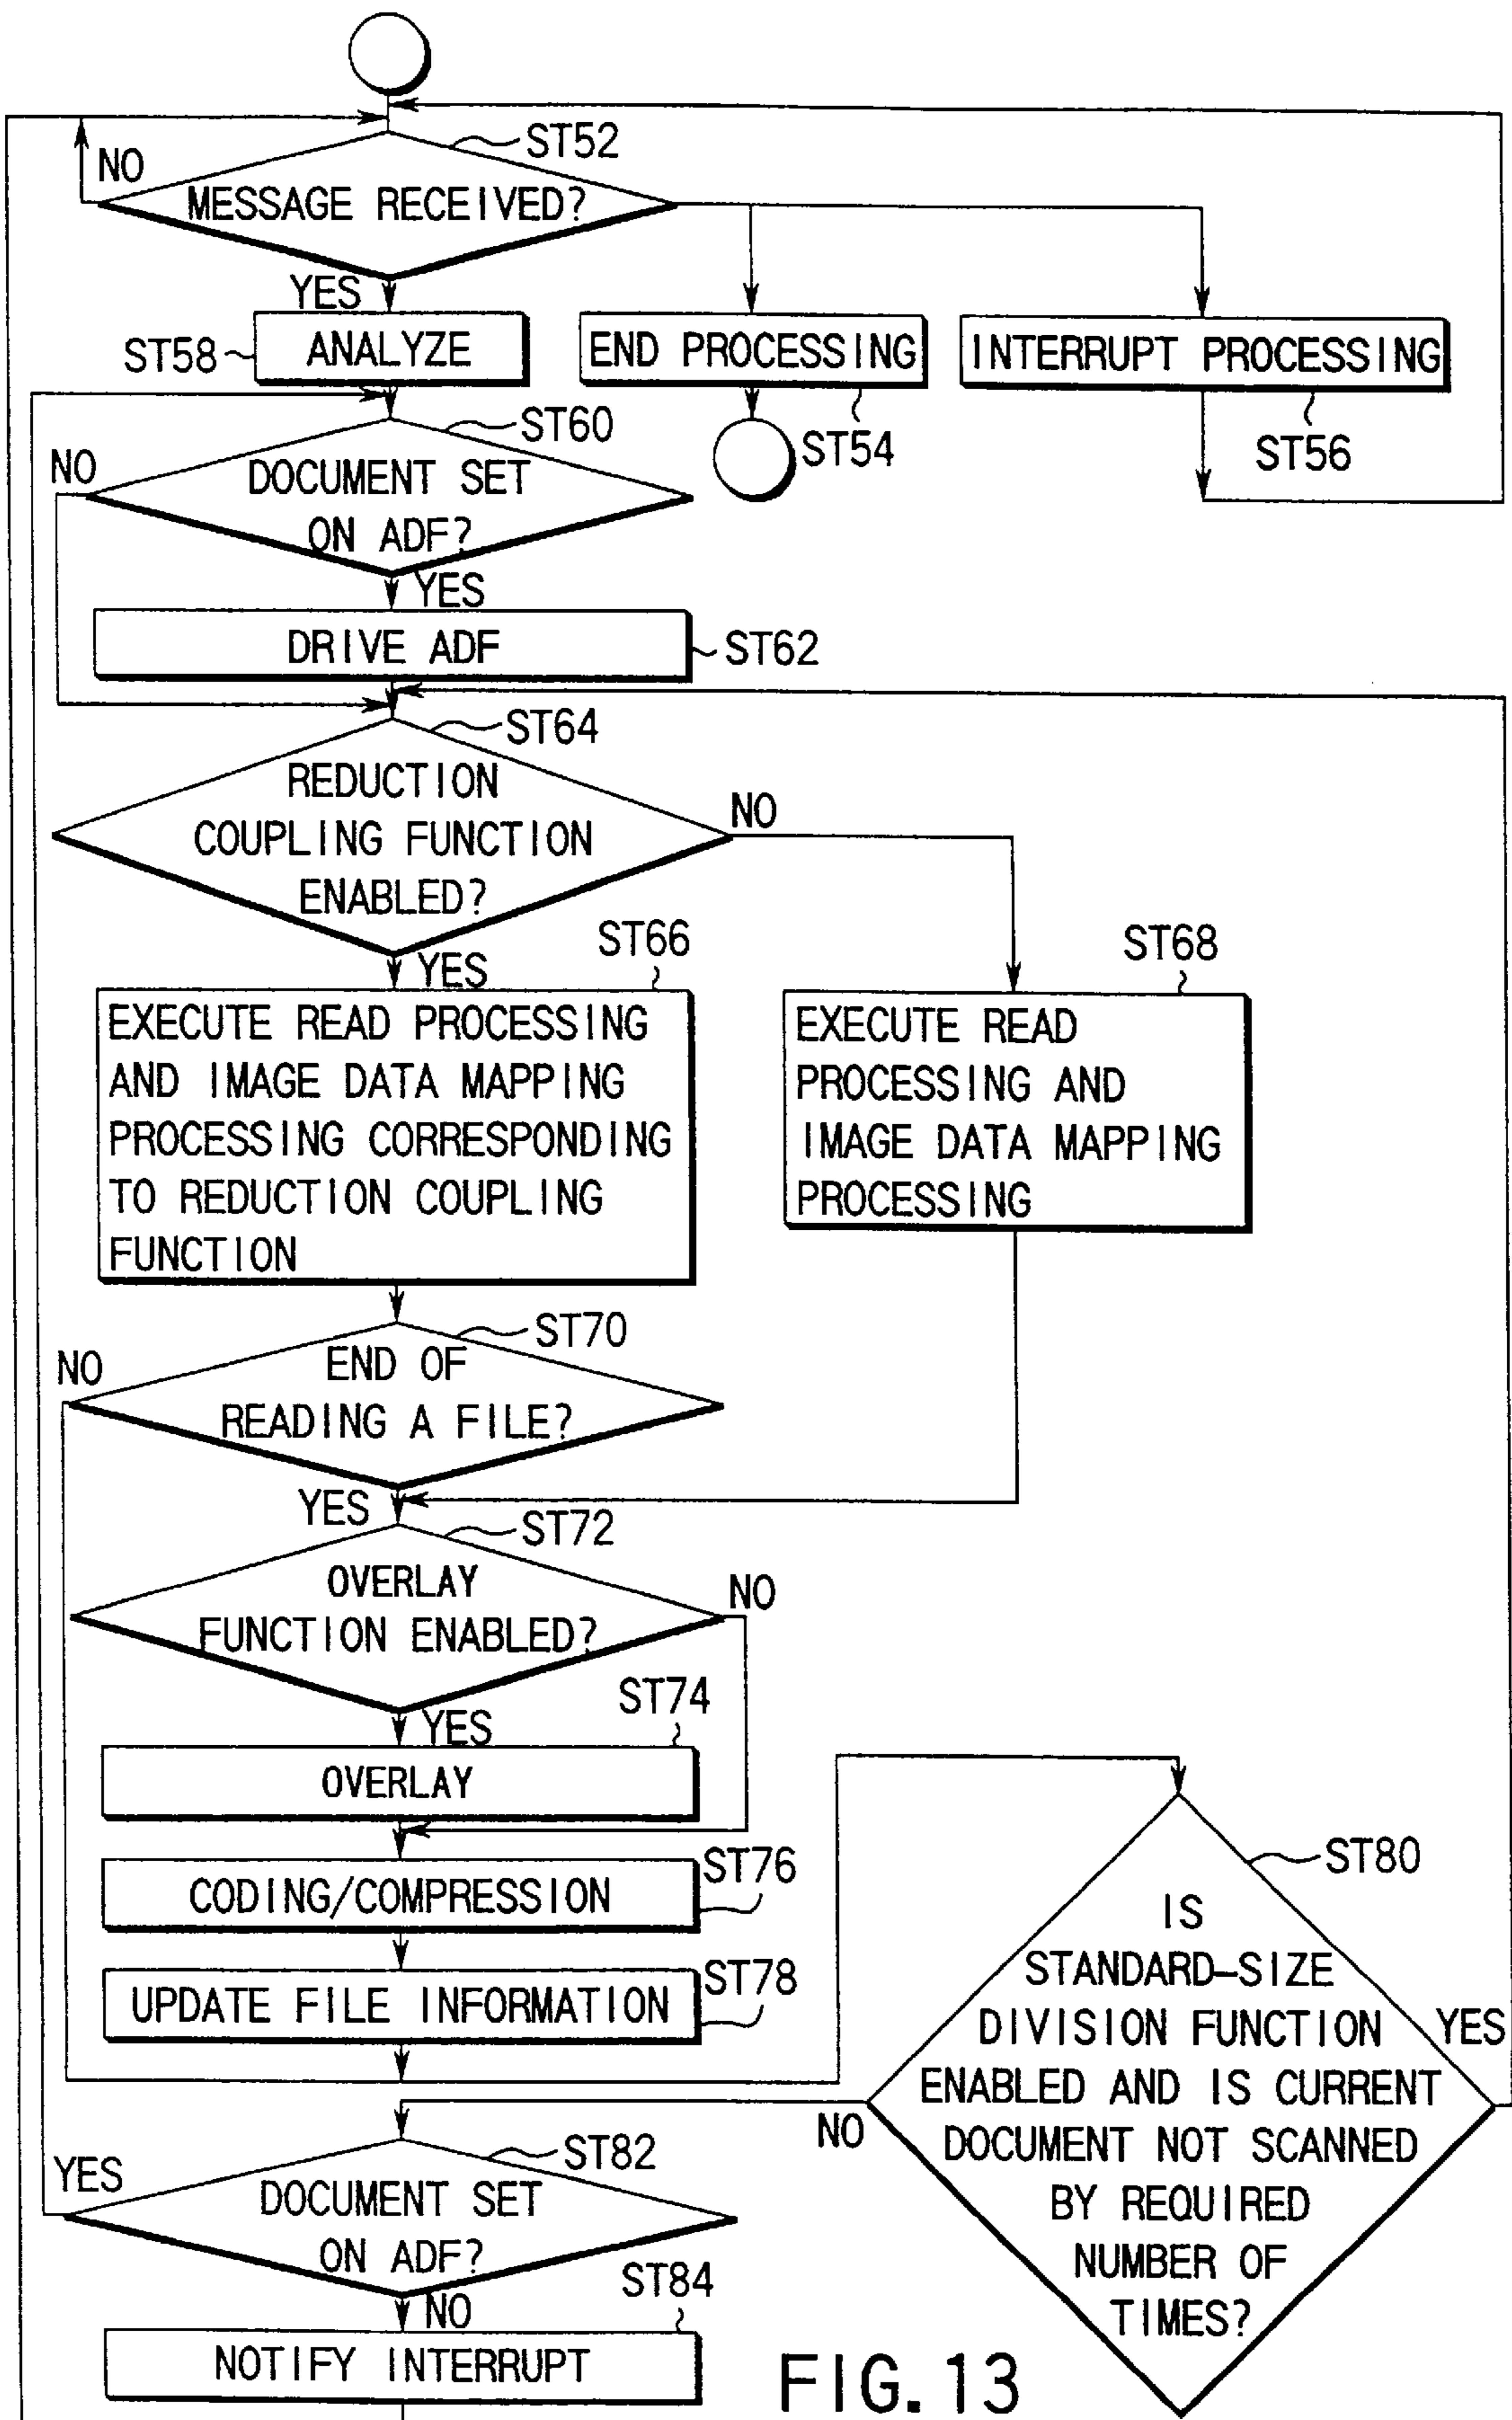 ST52
NO
MESSAGE RECEIVED?
YES
ST58
ANALYZE
END PROCESSING
INTERRUPT PROCESSING
ST54
ST56
ST60
NO
DOCUMENT SET
ON ADF?
YES
DRIVE ADF
ST62
ST64
REDUCTION
COUPLING FUNCTION
ENABLED?
NO
YES
ST66
EXECUTE READ PROCESSING
AND IMAGE DATA MAPPING
PROCESSING CORRESPONDING
TO REDUCTION COUPLING
FUNCTION
ST68
EXECUTE READ
PROCESSING AND
IMAGE DATA MAPPING
PROCESSING
ST70
NO
END OF
READING A FILE?
YES
ST72
OVERLAY
FUNCTION ENABLED?
NO
YES
ST74
OVERLAY
ST76
CODING/COMPRESSION
ST78
UPDATE FILE INFORMATION
ST80
IS
STANDARD-SIZE
DIVISION FUNCTION
ENABLED AND IS CURRENT
DOCUMENT NOT SCANNED
BY REQUIRED
NUMBER OF
TIMES?
YES
NO
ST82
YES
DOCUMENT SET
ON ADF?
NO
ST84
NOTIFY INTERRUPT
FIG. 13